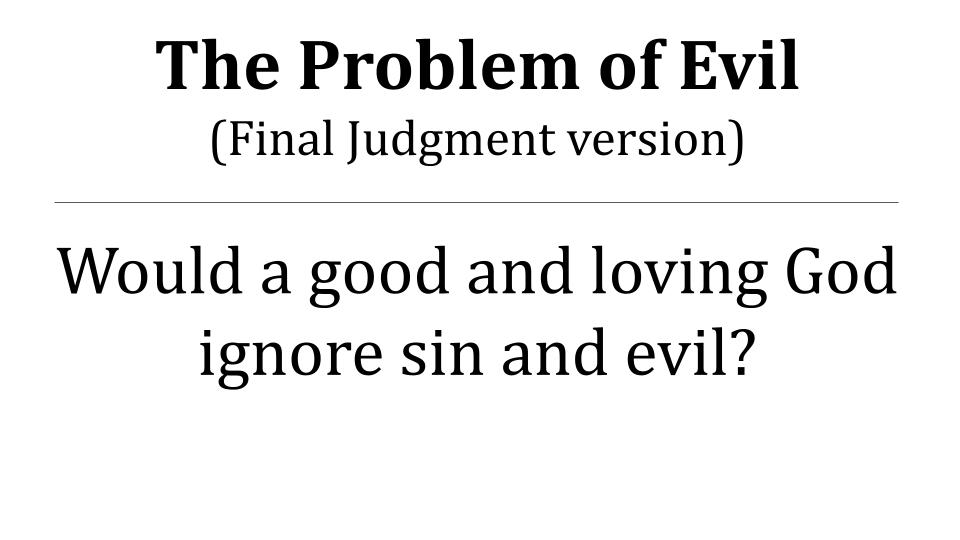 The Problem of Evil
(Final Judgment version)
Would a good and loving God
ignore sin and evil?